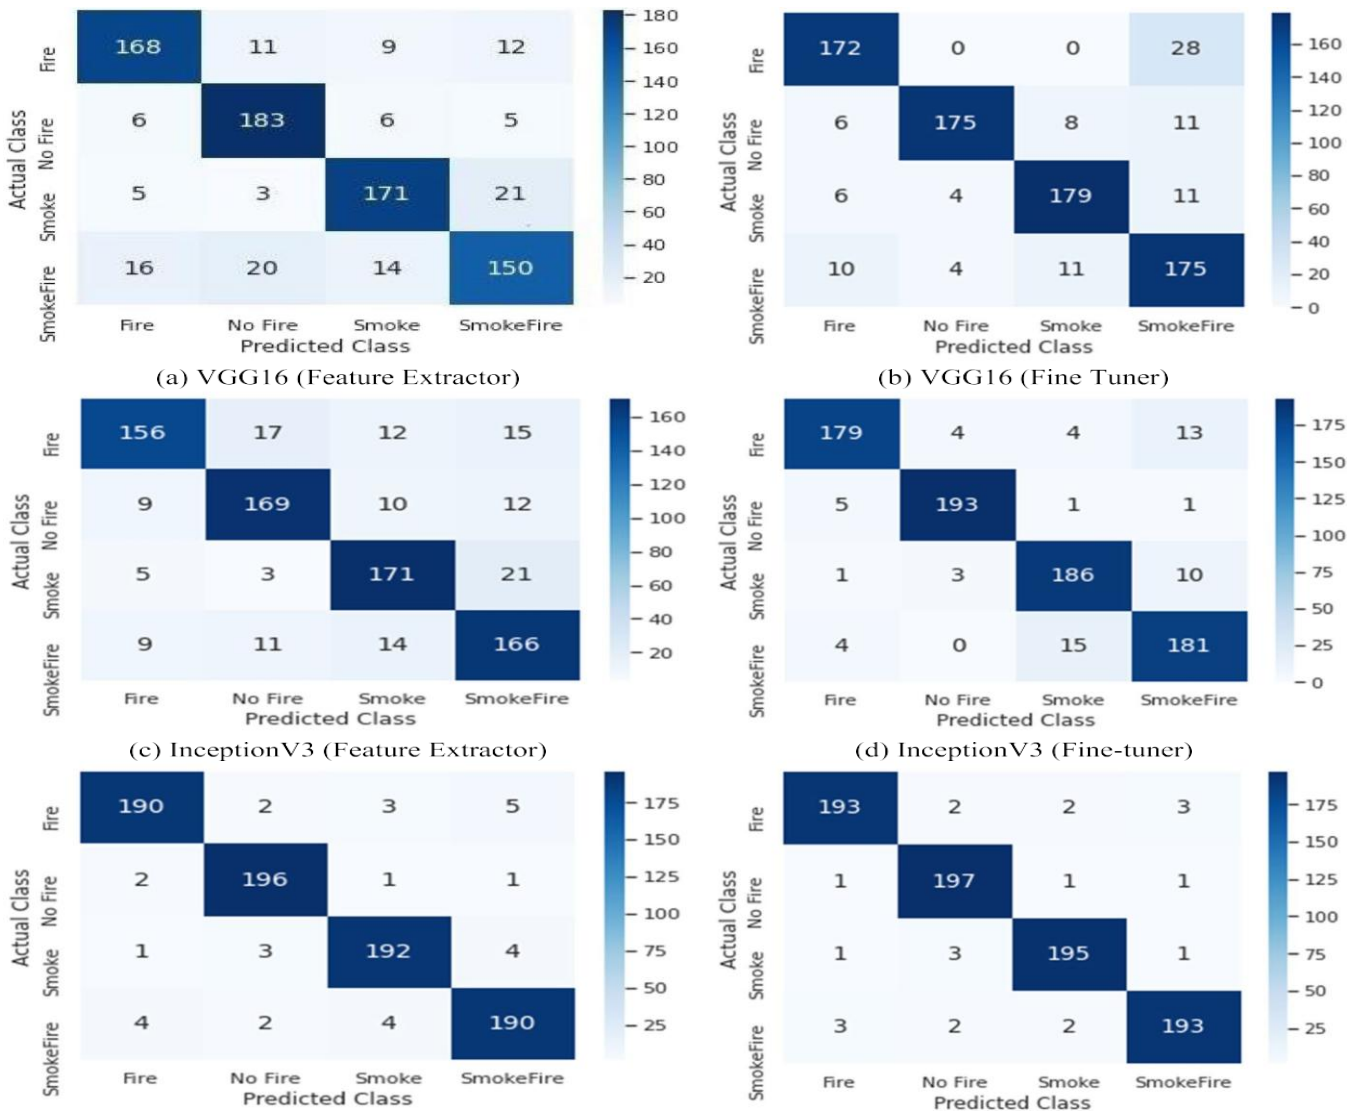 180
Fire 168 11 9 12 160
140
No Fire 6 183 6 5 120
100
Actual Class
Smoke 5 3 171 21 80
60
40
SmokeFire 16 20 14 150 20
Fire No Fire Smoke SmokeFire
Predicted Class
(a) VGG16 (Feature Extractor)
Fire 172 0 0 28 160
140
No Fire 6 175 8 11 120
100
Actual Class
80
Smoke 6 4 179 11 60
40
SmokeFire 10 4 11 175 20
0
Fire No Fire Smoke SmokeFire
Predicted Class
(b) VGG16 (Fine Tuner)
Fire 156 17 12 15 160
140
No Fire 9 169 10 12 120
100
Actual Class
Smoke 5 3 171 21 80
60
40
SmokeFire 9 11 14 166 20
Fire No Fire Smoke SmokeFire
Predicted Class
(c) InceptionV3 (Feature Extractor)
Fire 179 4 4 13 175
150
No Fire 5 193 1 1 125
100
Actual Class
Smoke 1 3 186 10 75
50
SmokeFire 4 0 15 181 25
0
Fire No Fire Smoke SmokeFire
Predicted Class
(d) InceptionV3 (Fine-tuner)
Fire 190 2 3 5 175
150
No Fire 2 196 1 1 125
100
Actual Class
Smoke 1 3 192 4 75
50
SmokeFire 4 2 4 190 25
Fire No Fire Smoke SmokeFire
Predicted Class
Fire 193 2 2 3 175
150
No Fire 1 197 1 1 125
100
Actual Class
Smoke 1 3 195 1 75
50
SmokeFire 3 2 2 193 25
Fire No Fire Smoke SmokeFire
Predicted Class